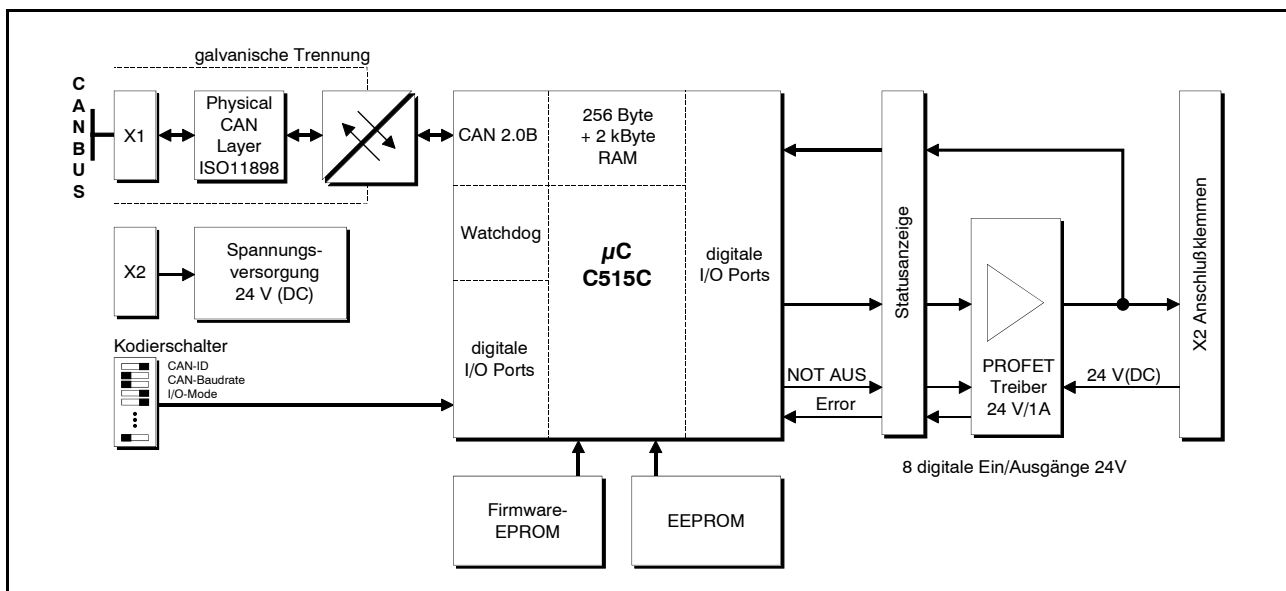 galvanische Trennung
CANBUS
X1
Physical
CAN
Layer
ISO11898
CAN 2.0B
256 Byte
+ 2 kByte
RAM
Watchdog
µC
C515C
digitale
I/O Ports
digitale
I/O Ports
X2
Spannungs-
versorgung
24 V (DC)
Kodierschalter
CAN-ID
CAN-Baudrate
I/O-Mode
Firmware-
EPROM
EEPROM
NOT AUS
Error
Statusanzeige
PROFET
Treiber
24 V/1A
24 V(DC)
X2 Anschlußklemmen
8 digitale Ein/Ausgänge 24V